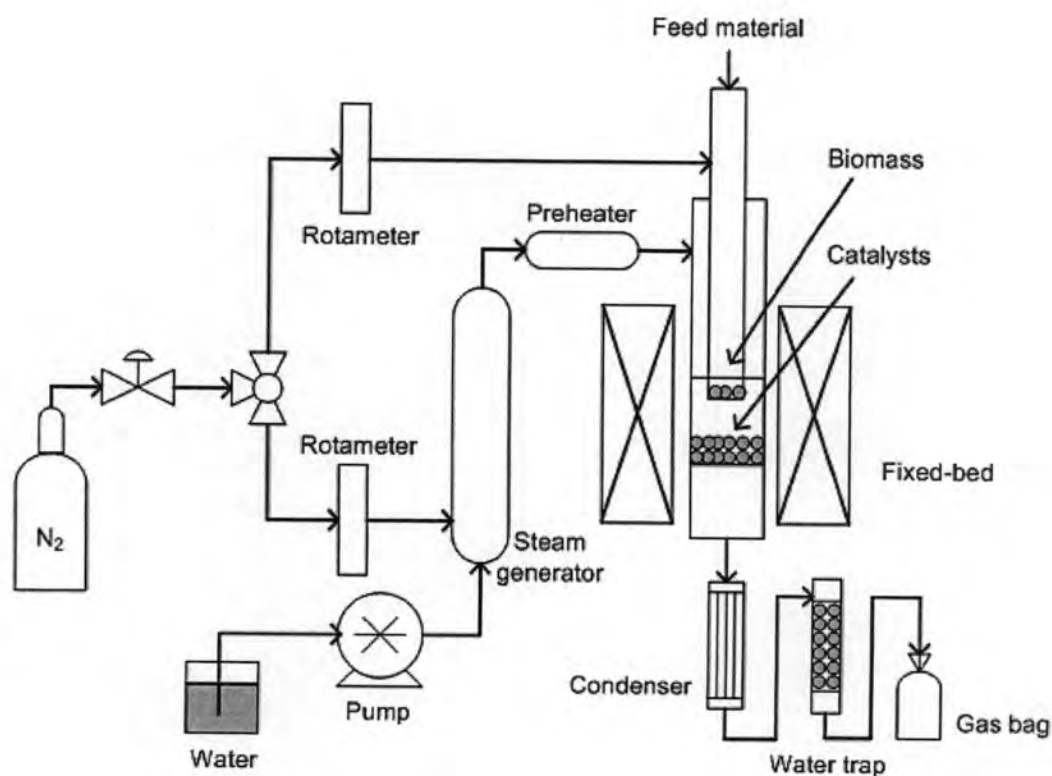 Feed material
Biomass
Rotameter
Preheater
Catalysts
Rotameter
Fixed-bed
N2
Steam
generator
Condenser
Pump
Gas bag
Water
Water trap